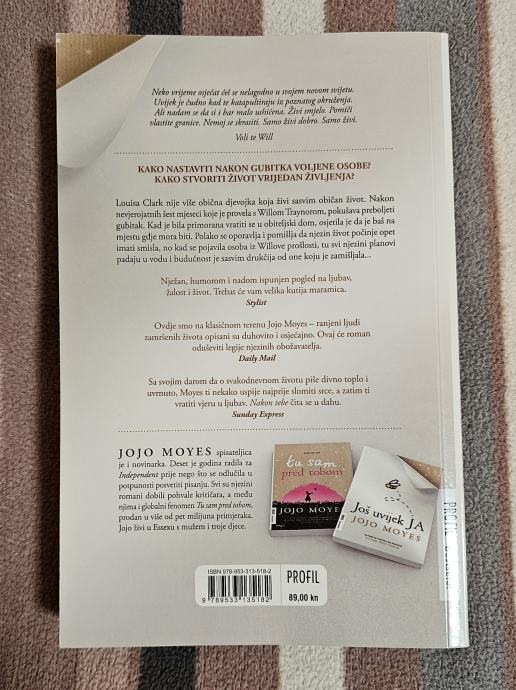 Neko vrijeme osjećat ćeš se nelagodno u svojem novom svijetu.
Uvijek je čudno kad te katapultiraju iz poznatog okruženja.
Ali nadam se da si i bar malo ushićena. Živi smjelo. Pomiči
vlastite granice. Nemoj se skrasiti. Samo živi dobro. Samo živi.
Voli te Will
KAKO NASTAVITI NAKON GUBITKA VOLJENE OSOBE?
KAKO STVORITI ŽIVOT VRIJEDAN ŽIVLJENJA?
Louisa Clark nije više obična djevojka koja živi sasvim običan život. Nakon
nevjerojatnih šest mjeseci koje je provela s Willom Traynorom, pokušava preboljeti
gubitak. Kad je bila primorana vratiti se u obiteljski dom, osjetila je da je baš na
mjestu gdje mora biti. Polako se oporavlja i pomišlja da njezin život počinje opet
imati smisla, no kad se pojavila osoba iz Willove prošlosti, tu svi njezini planovi
padaju u vodu i budućnost je sasvim drukčija od one koju je zamišljala...
Nježan, humorom i nadom ispunjen pogled na ljubav,
žalost i život. Trebat će vam velika kutija maramica.
Stylist
Ovdje smo na klasičnom terenu Jojo Moyes – ranjeni ljudi
zamršenih života opisani su duhovito i osjećajno. Ovaj će roman
oduševiti legije njezinih obožavatelja.
Daily Mail
Sa svojim darom da o svakodnevnom životu piše divno toplo i
uvrnuto, Moyes ti nekako uspije najprije slomiti srce, a zatim ti
vratiti vjeru u ljubav. Nakon tebe čita se u dahu.
Sunday Express
JOJO MOYES spisateljica
je i novinarka. Deset je godina radila za
Independent prije nego što se odlučila u
potpunosti posvetiti pisanju. Svi su njezini
romani dobili pohvale kritičara, a među
njima i globalni fenomen Tu sam pred tobom,
prodan u više od pet milijuna primjeraka.
Jojo živi u Essexu s mužem i troje djece.
tu sam
pred tobom
JOJO MOYES
Još uvijek JA
JOJO MOYES
ISBN 978-953-313-518-2
9 789533 135182
PROFIL
89,00 kn
PROFIL